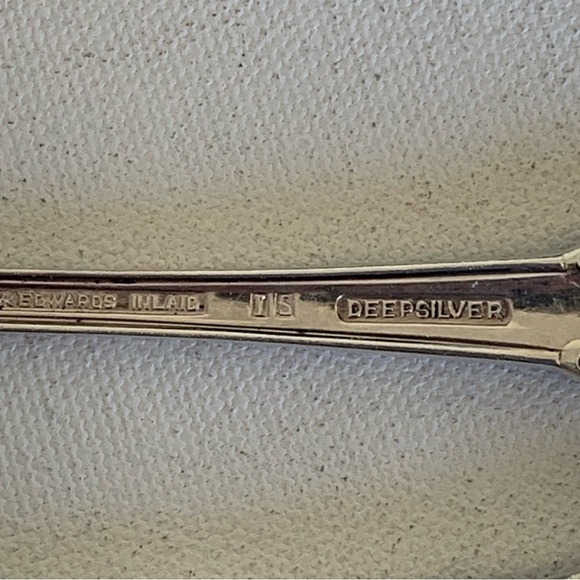 & EDWARDS INLAID IS DEEPSILVER